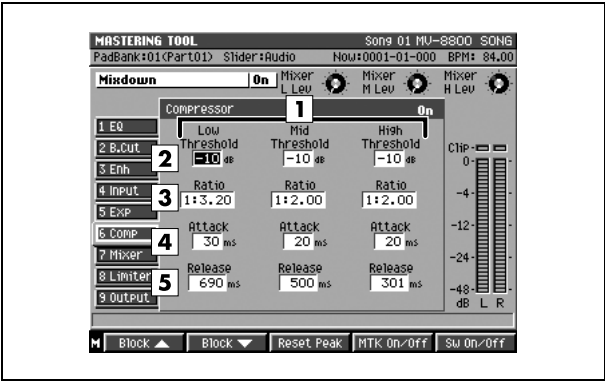 MASTERING TOOL Song 01 MV-8800 SONG
PadBank:01(Part01) Slider:Audio Now:0001-01-000 BPM: 84.00
Mixdown On Mixer L Lev Mixer M Lev Mixer H Lev
Compressor On
1
1 EQ
2 B.Cut
3 Enh
4 Input
5 Exp
6 Comp
7 Mixer
8 Limiter
9 Output
Low Threshold Mid Threshold High Threshold
2 -10 dB -10 dB -10 dB
Ratio Ratio Ratio
3 1:3.20 1:2.00 1:2.00
Attack Attack Attack
4 30 ms 20 ms 20 ms
Release Release Release
5 690 ms 500 ms 301 ms
Clip
0
-4
-12
-24
-48
dB L R
M Block ▲ Block ▼ Reset Peak MTK On/Off Sw On/Off